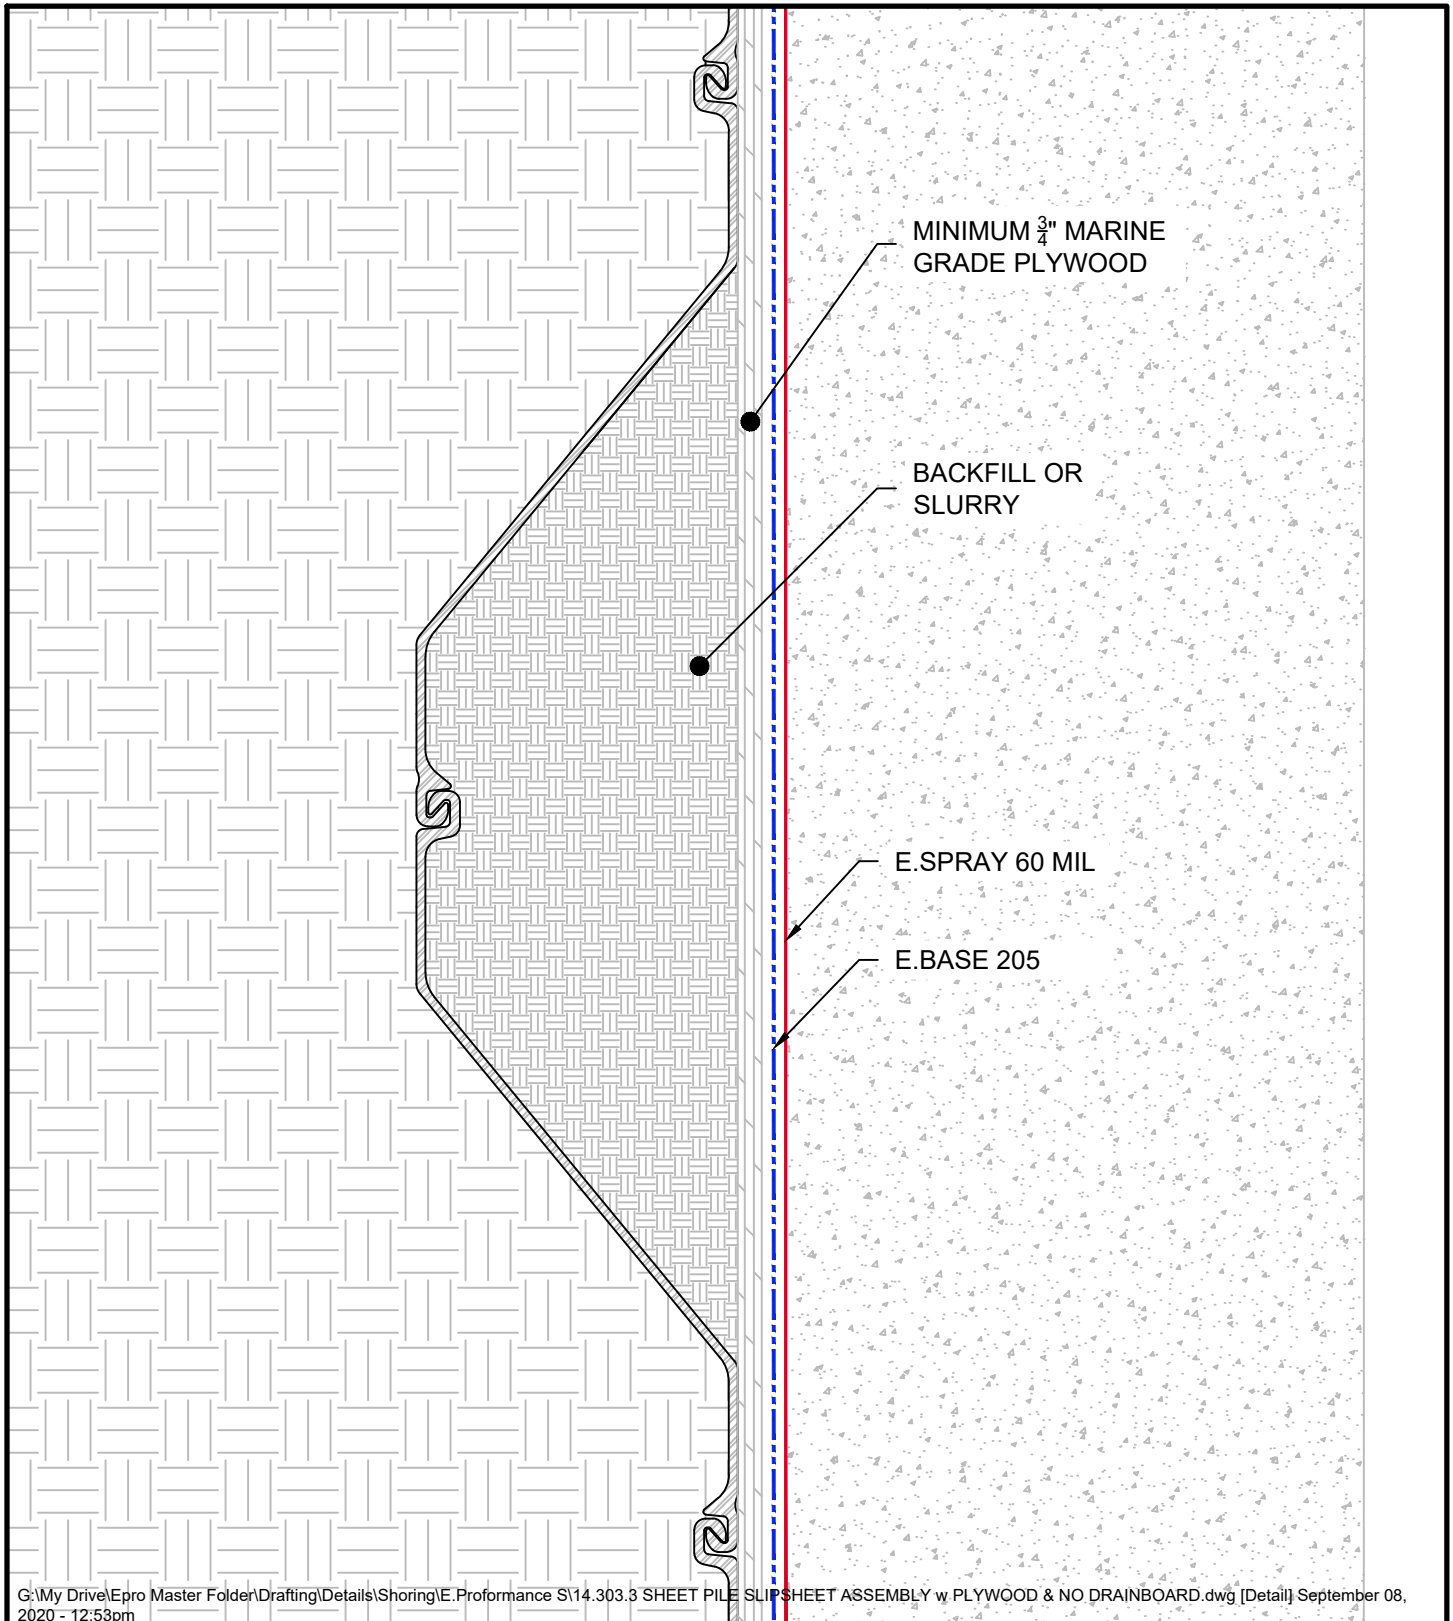 MINIMUM 3/4" MARINE
GRADE PLYWOOD
BACKFILL OR
SLURRY
E.SPRAY 60 MIL
E.BASE 205
G:\My Drive\Epro Master Folder\Drafting\Details\Shoring\E.Proformance S\14.303.3 SHEET PILE SLIPSHEET ASSEMBLY w PLYWOOD & NO DRAINBOARD.dwg [Detail] September 08,
2020 - 12:53pm